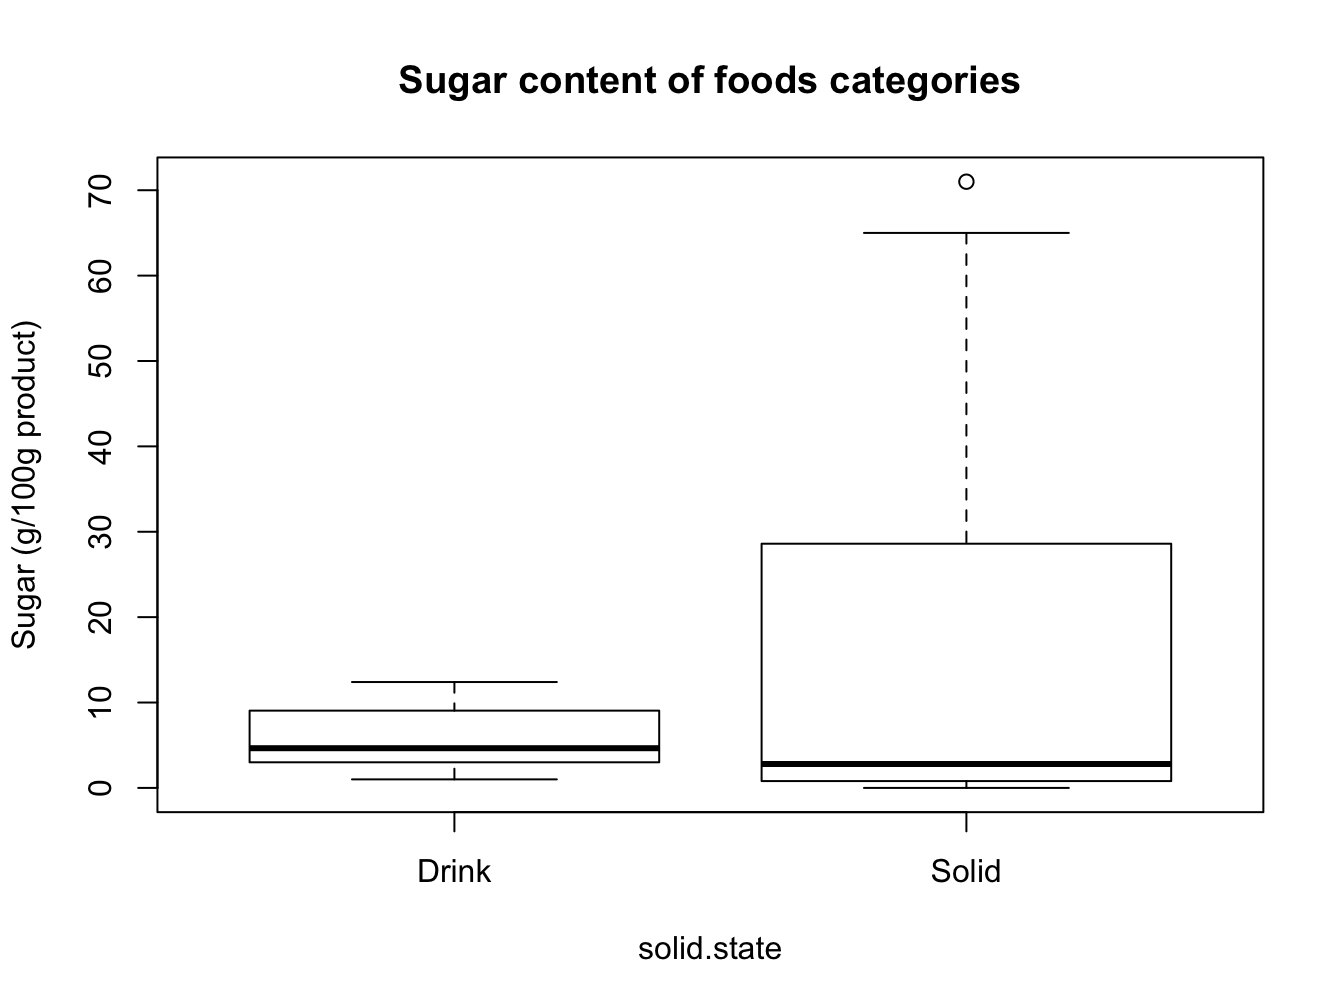 Sugar content of foods categories
Sugar (g/100g product)
70
60
50
40
30
20
10
0
Drink
Solid
solid.state